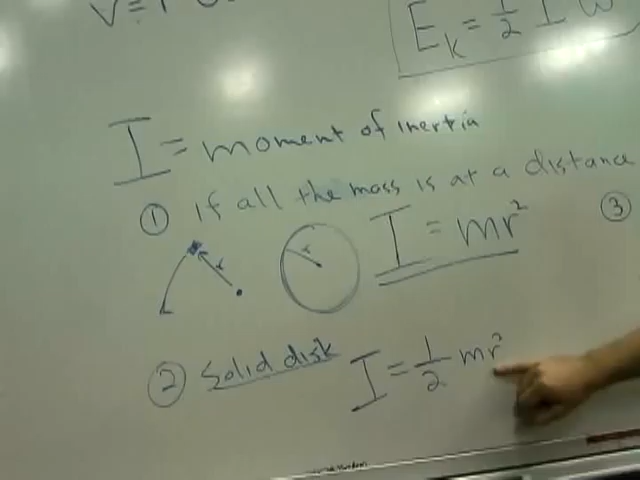 V = r
E_k = 1/2 I ω
I = moment of inertia
① If all the mass is at a distance
r
r
I = mr²
③
② Solid disk
I = 1/2 mr²